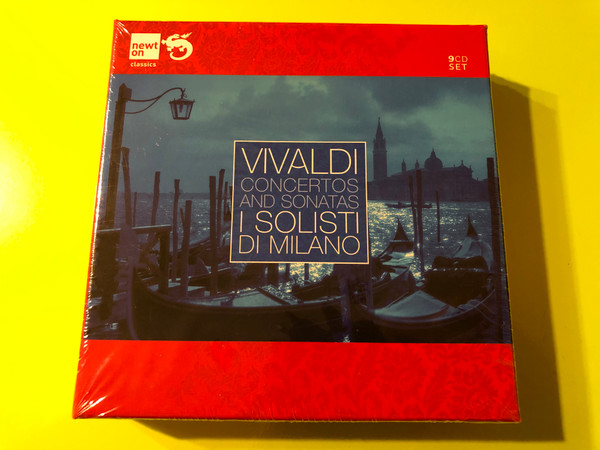 newt
on
classics
9CD
SET
VIVALDI
CONCERTOS
AND SONATAS
I SOLISTI
DI MILANO